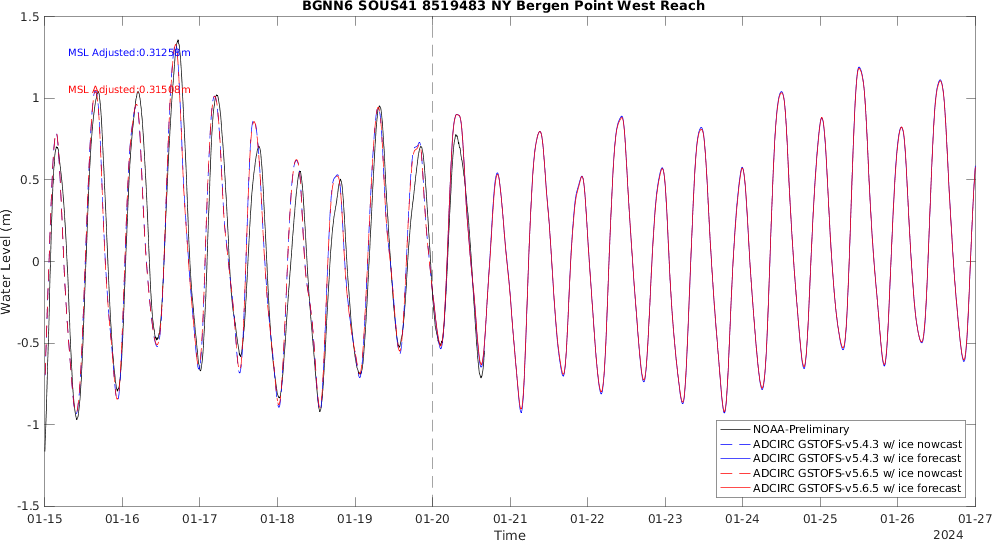 BGNN6 SOUS41 8519483 NY Bergen Point West Reach
MSL Adjusted:0.31258m
MSL Adjusted:0.31508m
Water Level (m)
1.5
1
0.5
0
-0.5
-1
-1.5
01-15 01-16 01-17 01-18 01-19 01-20 01-21 01-22 01-23 01-24 01-25 01-26 01-27
Time
2024
NOAA-Preliminary
ADCIRC GSTOFS-v5.4.3 w/ ice nowcast
ADCIRC GSTOFS-v5.4.3 w/ ice forecast
ADCIRC GSTOFS-v5.6.5 w/ ice nowcast
ADCIRC GSTOFS-v5.6.5 w/ ice forecast